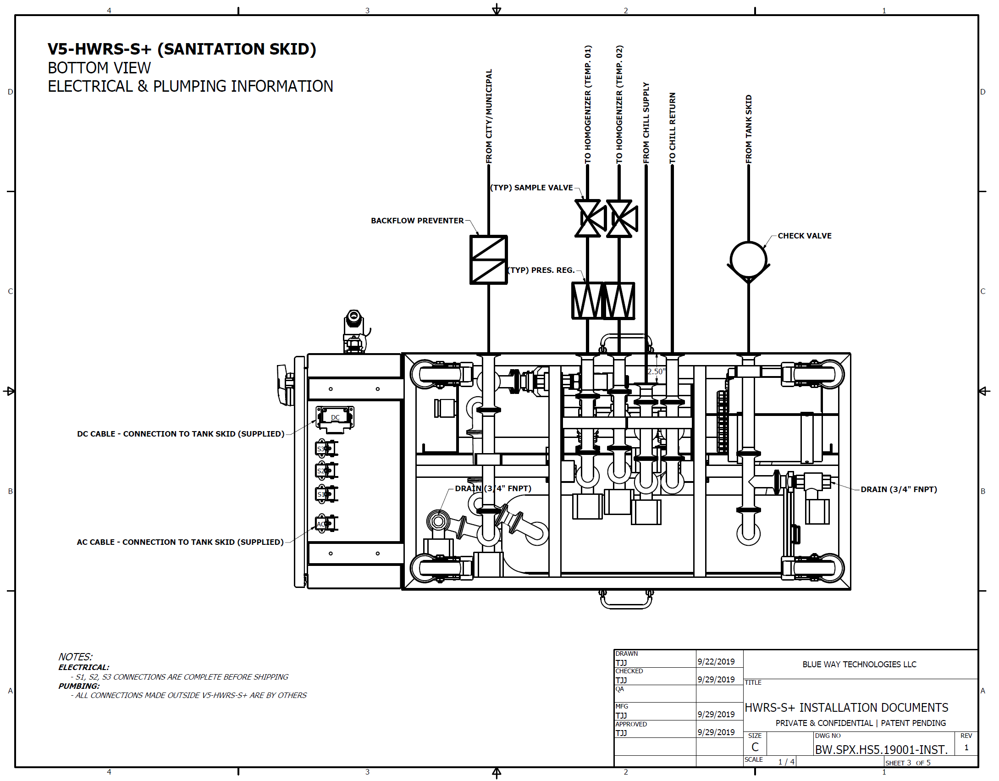 4 3 2 1
V5-HWRS-S+ (SANITATION SKID)
BOTTOM VIEW
ELECTRICAL & PLUMPING INFORMATION
D
D
FROM CITY/MUNICIPAL
TO HOMOGENIZER (TEMP. 01)
TO HOMOGENIZER (TEMP. 02)
FROM CHILL SUPPLY
TO CHILL RETURN
FROM TANK SKID
(TYP) SAMPLE VALVE
BACKFLOW PREVENTER
CHECK VALVE
(TYP) PRES. REG.
C
C
2.50"
DC
DC CABLE - CONNECTION TO TANK SKID (SUPPLIED)
S3
S2
S1
DRAIN (3/4" FNPT)
DRAIN (3/4" FNPT)
B
B
AC
AC CABLE - CONNECTION TO TANK SKID (SUPPLIED)
NOTES:
ELECTRICAL:
- S1, S2, S3 CONNECTIONS ARE COMPLETE BEFORE SHIPPING
PUMBING:
- ALL CONNECTIONS MADE OUTSIDE V5-HWRS-S+ ARE BY OTHERS
A
A
DRAWN
TJJ
9/22/2019
CHECKED
TJJ
9/29/2019
QA
MFG
TJJ
9/29/2019
APPROVED
TJJ
9/29/2019
BLUE WAY TECHNOLOGIES LLC
TITLE
HWRS-S+ INSTALLATION DOCUMENTS
PRIVATE & CONFIDENTIAL | PATENT PENDING
SIZE
C
DWG NO
BW.SPX.HS5.19001-INST.
REV
1
SCALE
1 / 4
SHEET 3 OF 5
4 3 2 1